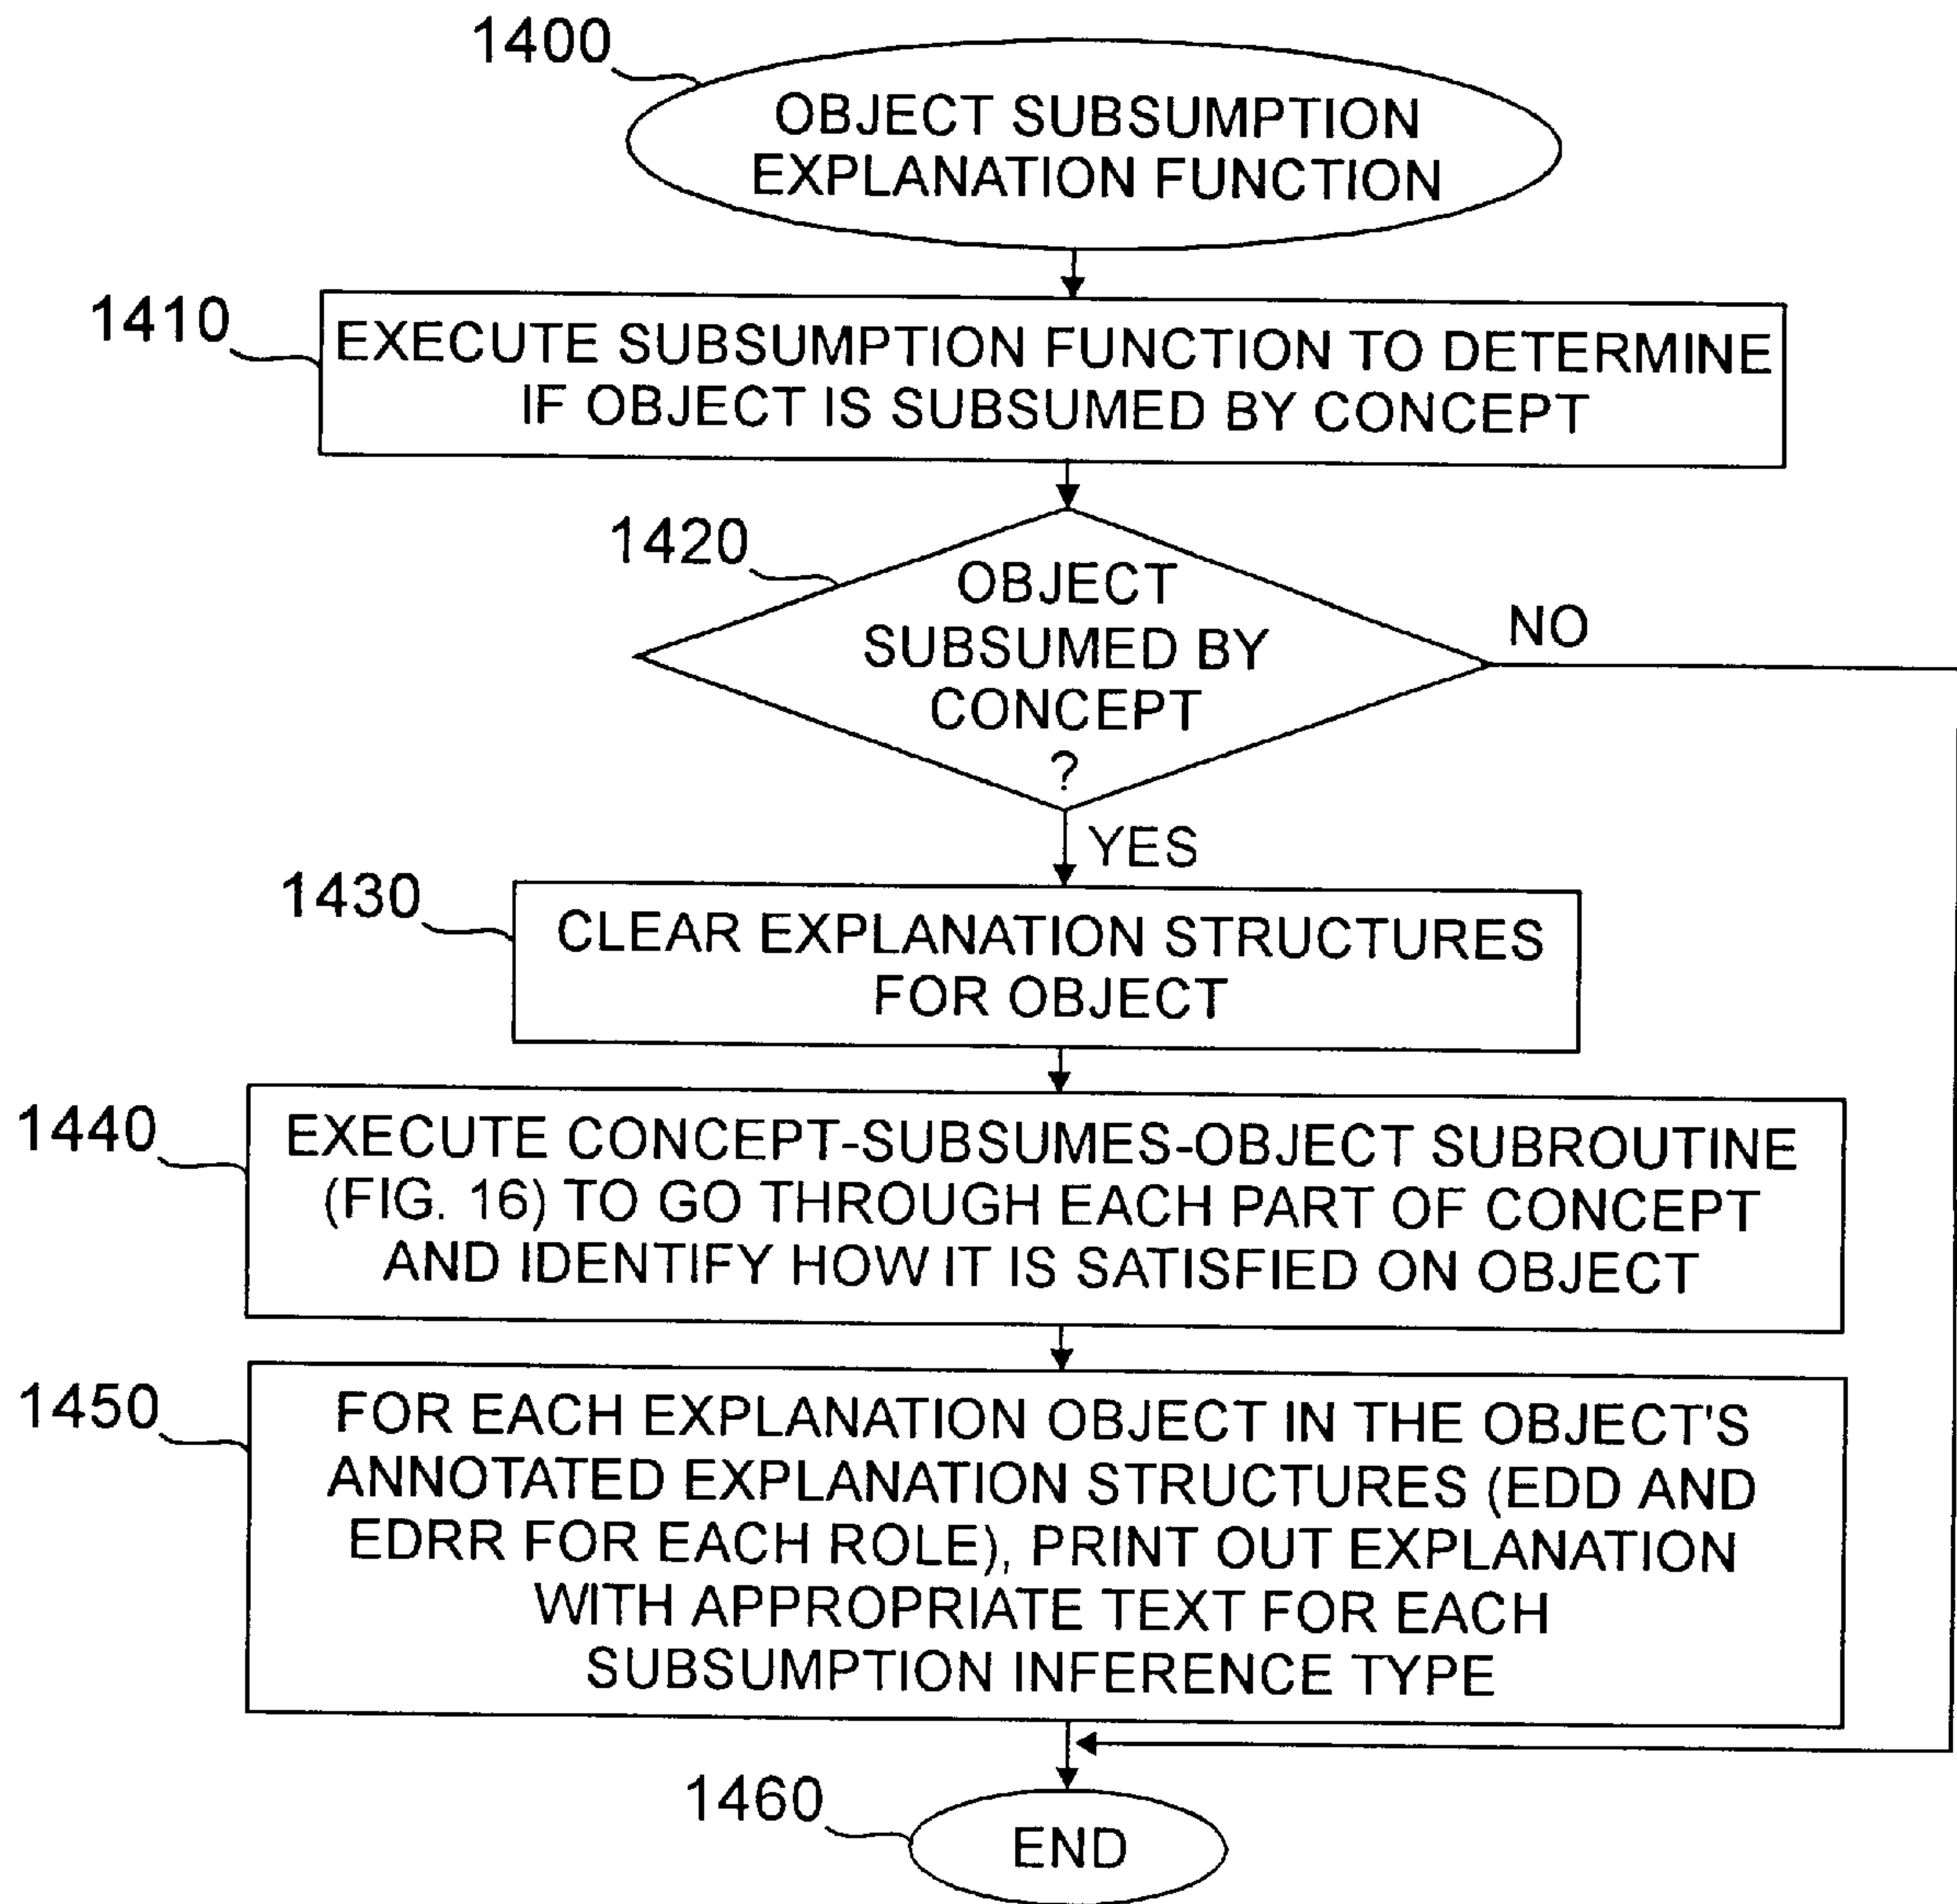 1400
OBJECT SUBSUMPTION
EXPLANATION FUNCTION
1410
EXECUTE SUBSUMPTION FUNCTION TO DETERMINE
IF OBJECT IS SUBSUMED BY CONCEPT
1420
OBJECT
SUBSUMED BY
CONCEPT
?
NO
YES
1430
CLEAR EXPLANATION STRUCTURES
FOR OBJECT
1440
EXECUTE CONCEPT-SUBSUMES-OBJECT SUBROUTINE
(FIG. 16) TO GO THROUGH EACH PART OF CONCEPT
AND IDENTIFY HOW IT IS SATISFIED ON OBJECT
1450
FOR EACH EXPLANATION OBJECT IN THE OBJECT'S
ANNOTATED EXPLANATION STRUCTURES (EDD AND
EDRR FOR EACH ROLE), PRINT OUT EXPLANATION
WITH APPROPRIATE TEXT FOR EACH
SUBSUMPTION INFERENCE TYPE
1460
END